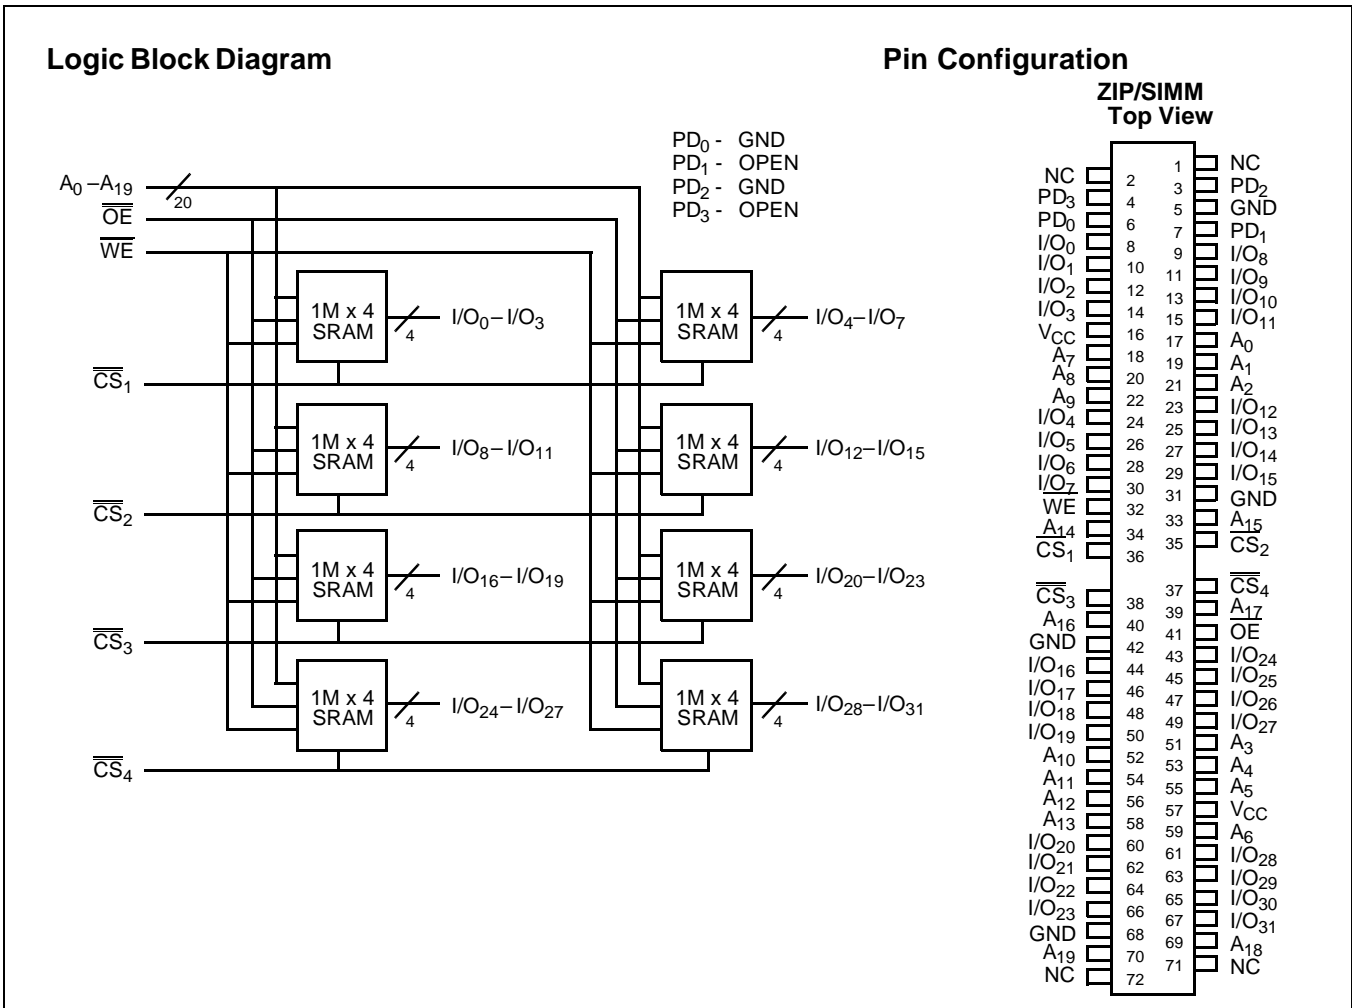 Logic Block Diagram
Pin Configuration
ZIP/SIMM
Top View
PD0 - GND
PD1 - OPEN
PD2 - GND
PD3 - OPEN
A0–A19
20
OE
WE
1M x 4
SRAM
4
I/O0–I/O3
1M x 4
SRAM
4
I/O4–I/O7
CS1
1M x 4
SRAM
4
I/O8–I/O11
1M x 4
SRAM
4
I/O12–I/O15
CS2
1M x 4
SRAM
4
I/O16–I/O19
1M x 4
SRAM
4
I/O20–I/O23
CS3
1M x 4
SRAM
4
I/O24–I/O27
1M x 4
SRAM
4
I/O28–I/O31
CS4
1 NC
NC 2
3 PD2
PD3 4
5 GND
PD0 6
7 PD1
I/O0 8
9 I/O8
I/O1 10
11 I/O9
I/O2 12
13 I/O10
I/O3 14
15 I/O11
VCC 16
17 A0
A7 18
19 A1
A8 20
21 A2
A9 22
23 I/O12
I/O4 24
25 I/O13
I/O5 26
27 I/O14
I/O6 28
29 I/O15
I/O7 30
31 GND
WE 32
33 A15
A14 34
35 CS2
CS1 36
37 CS4
CS3 38
39 A17
A16 40
41 OE
GND 42
43 I/O24
I/O16 44
45 I/O25
I/O17 46
47 I/O26
I/O18 48
49 I/O27
I/O19 50
51 A3
A10 52
53 A4
A11 54
55 A5
A12 56
57 VCC
A13 58
59 A6
I/O20 60
61 I/O28
I/O21 62
63 I/O29
I/O22 64
65 I/O30
I/O23 66
67 I/O31
GND 68
69 A18
A19 70
71 NC
NC 72